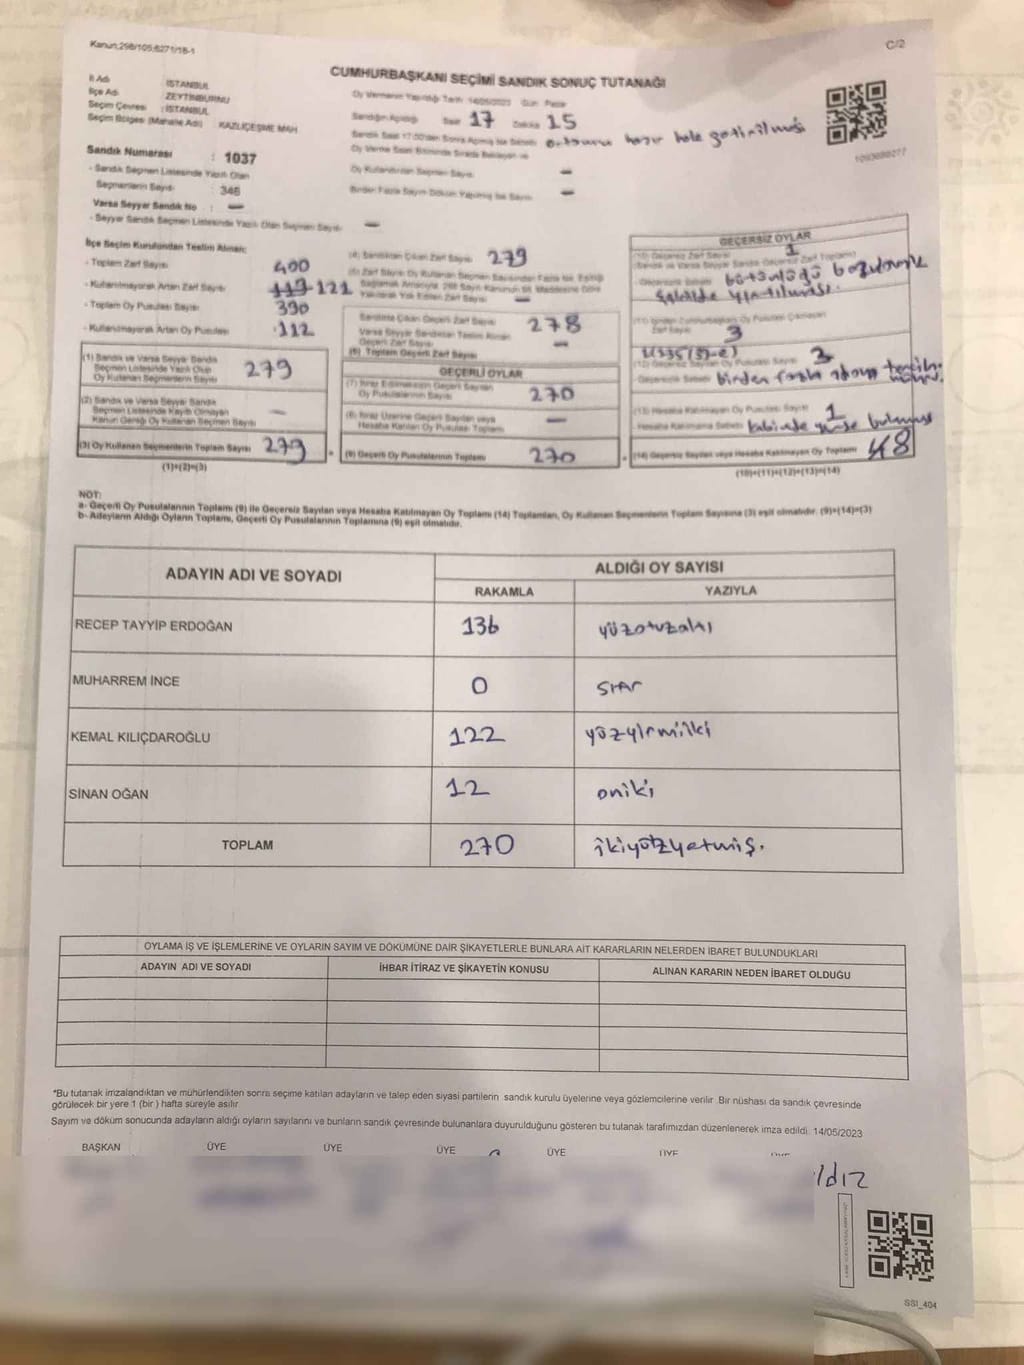 Kanun;298/105;6271/18-1
C/2
CUMHURBAŞKANI SEÇİMİ SANDIK SONUÇ TUTANAĞI
İl Adı : İSTANBUL
İlçe Adı : ZEYTİNBURNU
Seçim Çevresi : İSTANBUL
Seçim Bölgesi (Mahalle Adı) : KAZLIÇEŞME MAH
Oy Vermenin Yapıldığı Tarih 14/05/2023 Gün Pazar
Sandığın Açıldığı Saat 17 Dakika 15
Sandık Saat 17:00'den Sonra Açılmış İse Sebebi ortamın hazır hale getirilmesi
Oy Verme Saati Bitiminde Sırada Bekleyen ve
Oy Kullandırılan Seçmen Sayısı —
Birden Fazla Sayım Dökümü Yapılmış İse Sayısı —
Sandık Numarası : 1037
- Sandık Seçmen Listesinde Yazılı Olan
Seçmenlerin Sayısı : 346
Varsa Seyyar Sandık No : —
- Seyyar Sandık Seçmen Listesinde Yazılı Olan Seçmen Sayısı —
İlçe Seçim Kurulundan Teslim Alınan:
- Toplam Zarf Sayısı 400
- Kullanılmayarak Artan Zarf Sayısı 119-121
- Toplam Oy Pusulası Sayısı 390
- Kullanılmayarak Artan Oy Pusulası 112
(1) Sandık ve Varsa Seyyar Sandık
Seçmen Listesinde Yazılı Olup
Oy Kullanan Seçmenlerin Sayısı 279
(2) Sandık ve Varsa Seyyar Sandık
Seçmen Listesinde Kayıtlı Olmayan
Kanun Gereği Oy Kullanan Seçmen Sayısı —
(3) Oy Kullanan Seçmenlerin Toplam Sayısı 279
(1)+(2)=(3)
(4) Sandıktan Çıkan Zarf Sayısı 279
(5) Zarf Sayısı Oy Kullanan Seçmen Sayısından Fazla İse, Eşitliği
Sağlamak Amacıyla, 298 Sayılı Kanunun 98. Maddesine Göre
Yakılarak Yok Edilen Zarf Sayısı —
Sandıkta Çıkan Geçerli Zarf Sayısı 278
Varsa Seyyar Sandıktan Teslim Alınan
Geçerli Zarf Sayısı —
(6) Toplam Geçerli Zarf Sayısı
GEÇERLİ OYLAR
(7) İtiraz Edilmeksizin Geçerli Sayılan
Oy Pusulalarının Sayısı 270
(8) İtiraz Üzerine Geçerli Sayılan veya
Hesaba Katılan Oy Pusulası Toplamı —
(9) Geçerli Oy Pusulalarının Toplamı 270
GEÇERSİZ OYLAR
(10) Geçersiz Zarf Sayısı 1
(Sandık ve Varsa Seyyar Sandık Geçersiz Zarf Toplamı)
Geçersizlik Sebebi bütünlüğü bozulacak
şekilde yırtılması.
(11) İçinden Cumhurbaşkanı Oy Pusulası Çıkmayan
Zarf Sayısı 3
(12) Geçersiz Sayılan Oy Pusulası Sayısı 3
Geçersizlik Sebebi birden fazla adaya tercih
(13) Hesaba Katılmayan Oy Pusulası Sayısı 1
Hesaba Katılmama Sebebi kabinde bulunuş
(14) Geçersiz Sayılan veya Hesaba Katılmayan Oy Toplamı 8
(10)+(11)+(12)+(13)=(14)
NOT:
a- Geçerli Oy Pusulalarının Toplamı (9) ile Geçersiz Sayılan veya Hesaba Katılmayan Oy Toplamı (14) Toplamları, Oy Kullanan Seçmenlerin Toplam Sayısına (3) eşit olmalıdır. (9)+(14)=(3)
b- Adayların Aldığı Oyların Toplamı, Geçerli Oy Pusulalarının Toplamına (9) eşit olmalıdır.
ADAYIN ADI VE SOYADI
ALDIĞI OY SAYISI
RAKAMLA YAZIYLA
RECEP TAYYİP ERDOĞAN 136 yüzotuzaltı
MUHARREM İNCE 0 sıfır
KEMAL KILIÇDAROĞLU 122 yüzyirmiiki
SİNAN OĞAN 12 oniki
TOPLAM 270 ikiyüzyetmiş.
OYLAMA İŞ VE İŞLEMLERİNE VE OYLARIN SAYIM VE DÖKÜMÜNE DAİR ŞİKAYETLERLE BUNLARA AİT KARARLARIN NELERDEN İBARET BULUNDUKLARI
ADAYIN ADI VE SOYADI İHBAR İTİRAZ VE ŞİKAYETİN KONUSU ALINAN KARARIN NEDEN İBARET OLDUĞU
*Bu tutanak imzalandıktan ve mühürlendikten sonra seçime katılan adayların ve talep eden siyasi partilerin sandık kurulu üyelerine veya gözlemcilerine verilir. Bir nüshası da sandık çevresinde
görülecek bir yere 1 (bir) hafta süreyle asılır
Sayım ve döküm sonucunda adayların aldığı oyların sayılarını ve bunların sandık çevresinde bulunanlara duyurulduğunu gösteren bu tutanak tarafımızdan düzenlenerek imza edildi. 14/05/2023
BAŞKAN ÜYE ÜYE ÜYE ÜYE ÜYE
ıldız
SSI_404